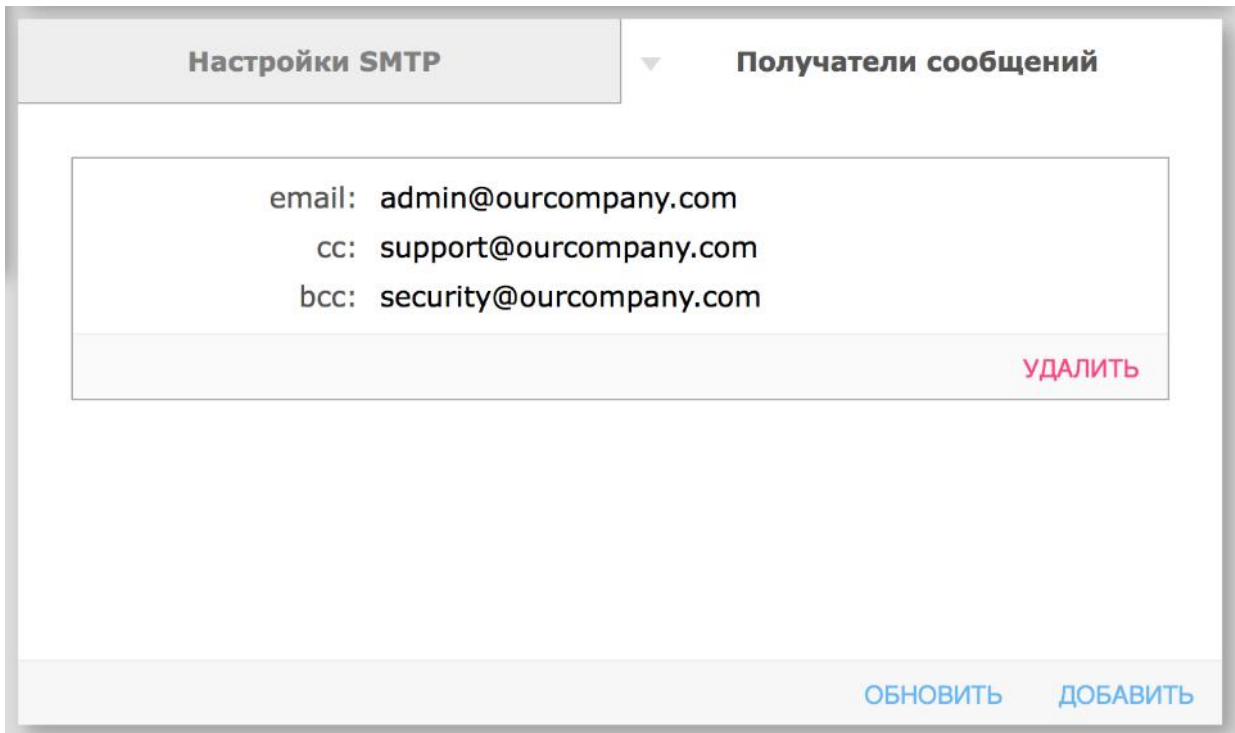 Настройки SMTP Получатели сообщений
email: admin@ourcompany.com
cc: support@ourcompany.com
bcc: security@ourcompany.com
УДАЛИТЬ
ОБНОВИТЬ ДОБАВИТЬ